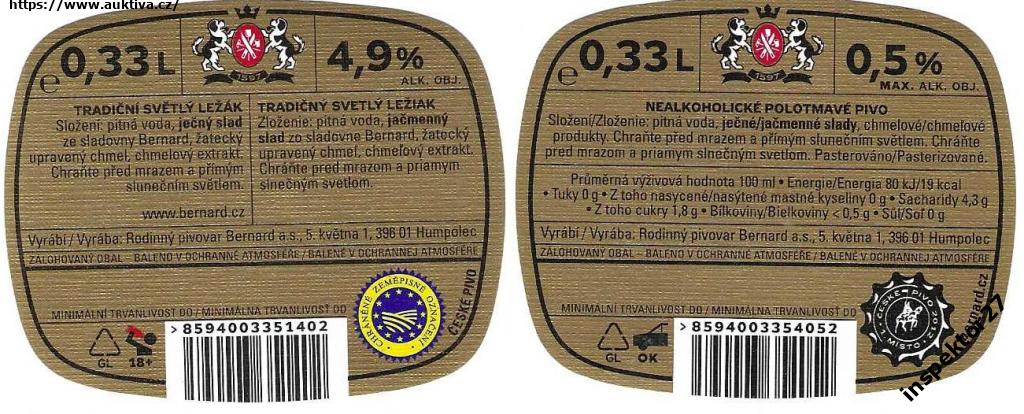 https://www.auktiva.cz/
e 0,33 L
1597
4,9%
ALK. OBJ.
TRADIČNÍ SVĚTLÝ LEŽÁK
Složení: pitná voda, ječný slad
ze sladovny Bernard, žatecký
upravený chmel, chmelový extrakt.
Chraňte před mrazem a přímým
slunečním světlem.
www.bernard.cz
TRADIČNÝ SVETLÝ LEŽIAK
Zloženie: pitná voda, jačmenný
slad zo sladovne Bernard, žatecký
upravený chmel, chmeľový extrakt.
Chráňte pred mrazom a priamym
slnečným svetlom.
Vyrábí / Vyrába: Rodinný pivovar Bernard a.s., 5. května 1, 396 01 Humpolec
ZÁLOHOVANÝ OBAL – BALENO V OCHRANNÉ ATMOSFÉŘE / BALENÉ V OCHRANNEJ ATMOSFÉRE
MINIMÁLNÍ TRVANLIVOST DO / MINIMÁLNA TRVANLIVOSŤ DO
CHRÁNĚNÉ ZEMĚPISNÉ OZNAČENÍ
ČESKÉ PIVO
GL
18+
>8594003351402
e 0,33 L
1597
0,5%
MAX. ALK. OBJ.
NEALKOHOLICKÉ POLOTMAVÉ PIVO
Složení/Zloženie: pitná voda, ječné/jačmenné slady, chmelové/chmeľové
produkty. Chraňte před mrazem a přímým slunečním světlem. Chráňte
pred mrazom a priamym slnečným svetlom. Pasterováno/Pasterizované.
Průměrná výživová hodnota 100 ml • Energie/Energia 80 kJ/19 kcal
• Tuky 0 g • Z toho nasycené/nasýtené mastné kyseliny 0 g • Sacharidy 4,3 g
• Z toho cukry 1,8 g • Bílkoviny/Bielkoviny < 0,5 g • Sůl/Soľ 0 g
Vyrábí / Vyrába: Rodinný pivovar Bernard a.s., 5. května 1, 396 01 Humpolec
ZÁLOHOVANÝ OBAL – BALENO V OCHRANNÉ ATMOSFÉŘE / BALENÉ V OCHRANNEJ ATMOSFÉRE
MINIMÁLNÍ TRVANLIVOST DO / MINIMÁLNA TRVANLIVOSŤ DO
GL
OK
>8594003354052
ČESKÉ PIVO 2013
1. MÍSTO
inspektor27